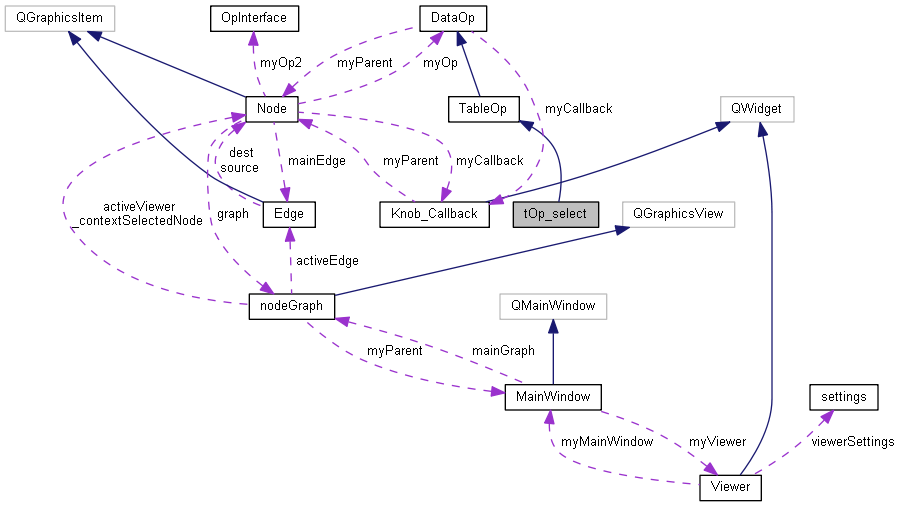 QGraphicsItem
OpInterface
DataOp
myOp2
myParent
myOp
Node
TableOp
myCallback
QWidget
dest
source
mainEdge
myParent
myCallback
activeViewer
_contextSelectedNode
graph
Edge
Knob_Callback
tOp_select
QGraphicsView
activeEdge
nodeGraph
QMainWindow
myParent
mainGraph
MainWindow
settings
myMainWindow
myViewer
viewerSettings
Viewer